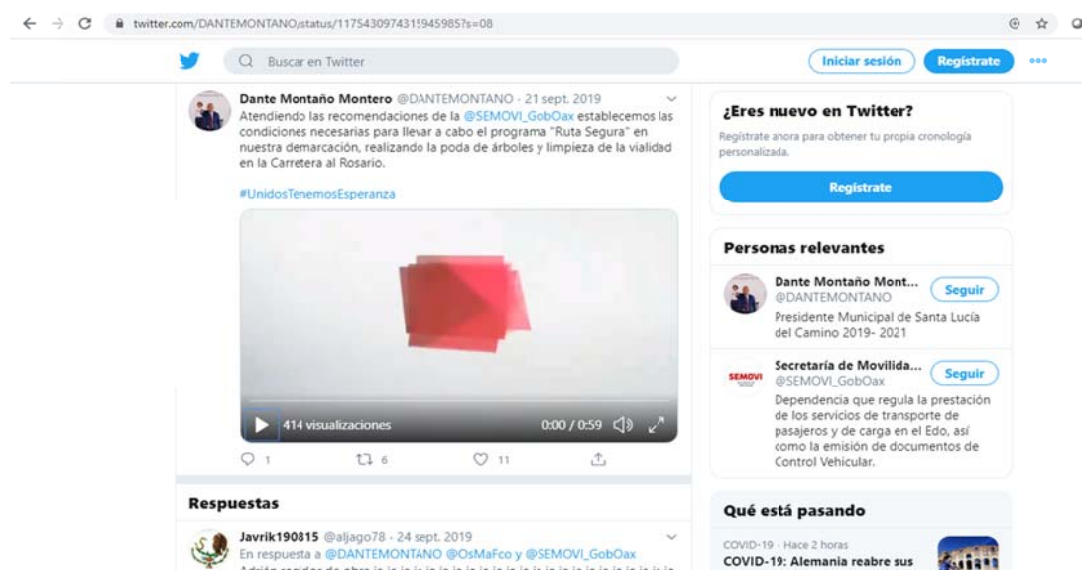 twitter.com/DANTEMONTANO/status/1175430974319459857?s=08
Buscar en Twitter
Iniciar sesión
Regístrate
Dante Montaño Montero @DANTEMONTANO · 21 sept. 2019
Atendiendo las recomendaciones de la @SEMOVI_GobOax establecemos las
condiciones necesarias para llevar a cabo el programa "Ruta Segura" en
nuestra demarcación, realizando la poda de árboles y limpieza de la vialidad
en la Carretera al Rosario.
#UnidosTenemosEsperanza
414 visualizaciones
0:00 / 0:59
1
6
11
Respuestas
Javrik190815 @aljago78 · 24 sept. 2019
En respuesta a @DANTEMONTANO @OsMaFco y @SEMOVI_GobOax
¿Eres nuevo en Twitter?
Regístrate ahora para obtener tu propia cronología
personalizada.
Regístrate
Personas relevantes
Dante Montaño Mont...
Seguir
@DANTEMONTANO
Presidente Municipal de Santa Lucía
del Camino 2019- 2021
SEMOVI
Secretaría de Movilida...
Seguir
@SEMOVI_GobOax
Dependencia que regula la prestación
de los servicios de transporte de
pasajeros y de carga en el Edo, así
como la emisión de documentos de
Control Vehicular.
Qué está pasando
COVID-19 · Hace 2 horas
COVID-19: Alemania reabre sus